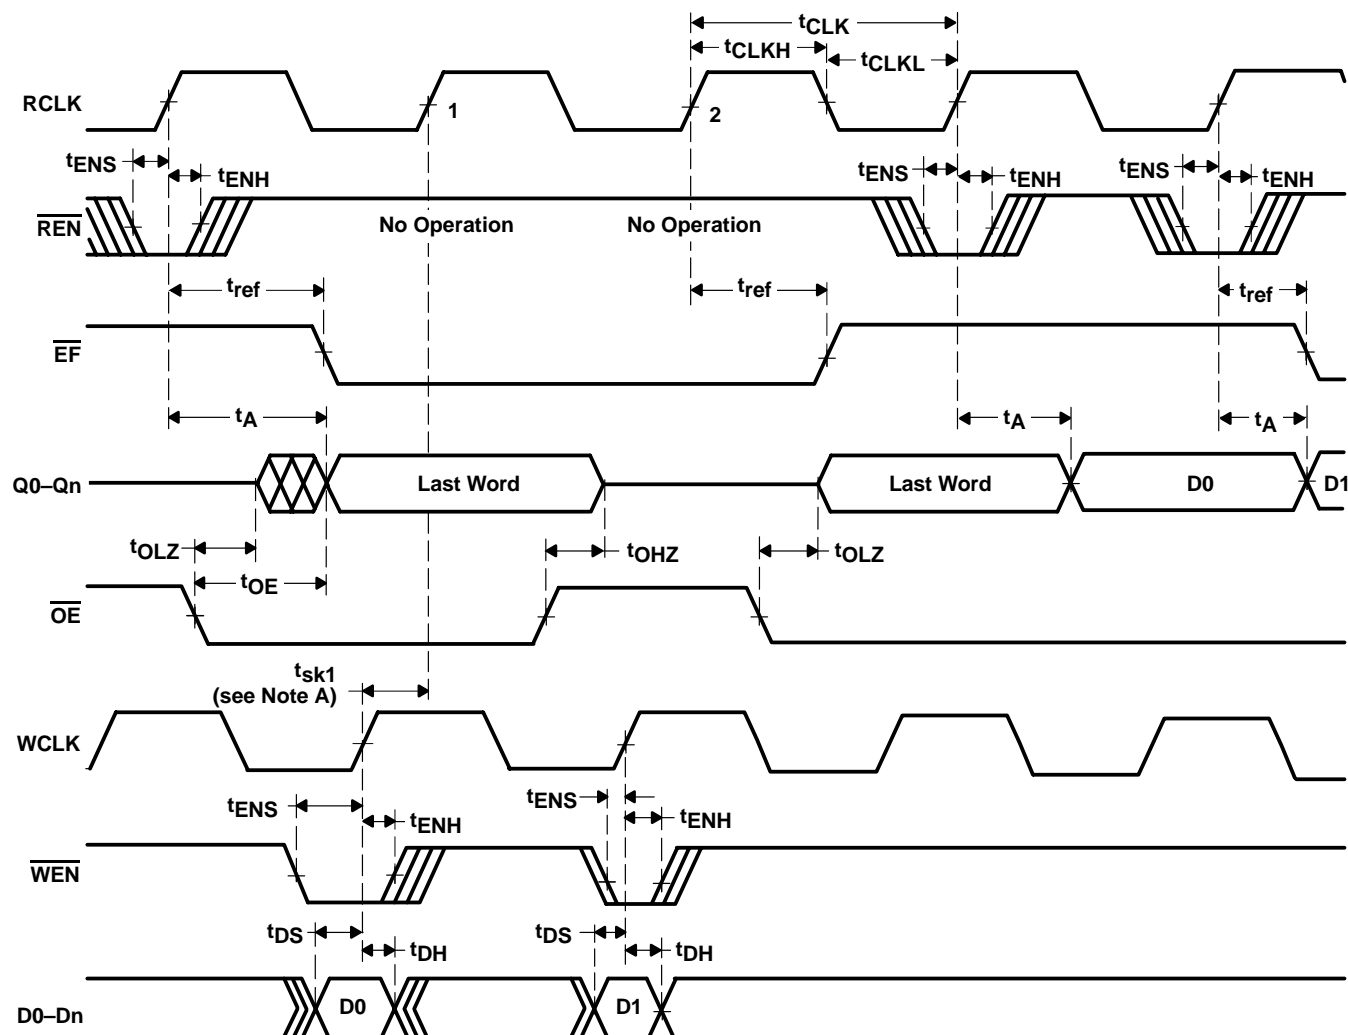 tCLK
tCLKH
tCLKL
RCLK
1
2
tENS
tENH
tENS
tENH
tENS
tENH
REN
No Operation
No Operation
tref
tref
tref
EF
tA
tA
tA
Q0–Qn
Last Word
Last Word
D0
D1
tOLZ
tOHZ
tOLZ
tOE
OE
tsk1
(see Note A)
WCLK
tENS
tENH
tENS
tENH
WEN
tDS
tDH
tDS
tDH
D0–Dn
D0
D1